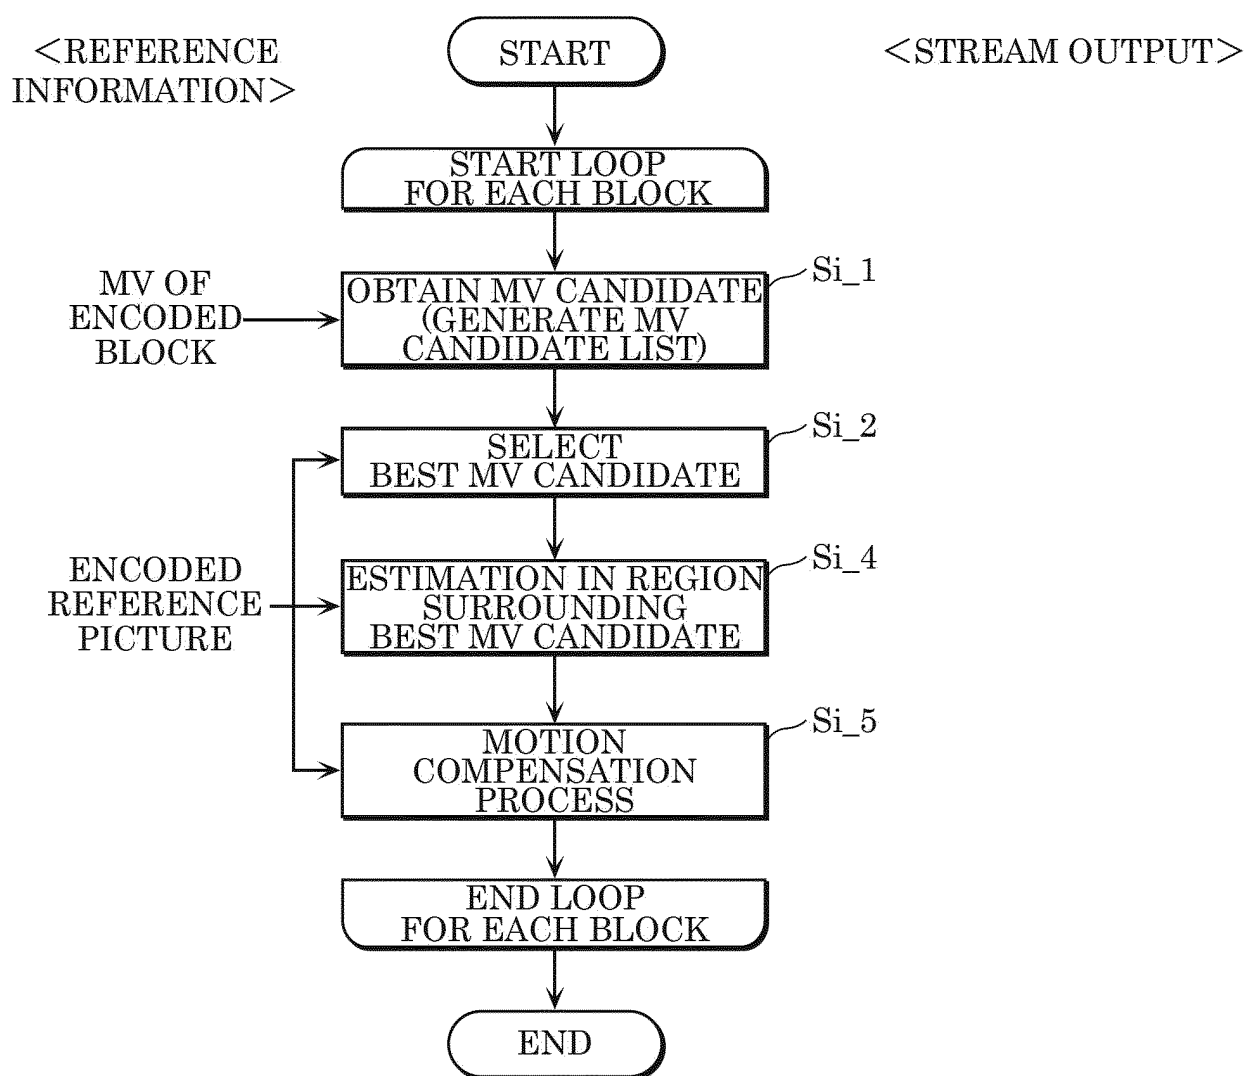 <REFERENCE
INFORMATION>
START
<STREAM OUTPUT>
START LOOP
FOR EACH BLOCK
MV OF
ENCODED
BLOCK
OBTAIN MV CANDIDATE
(GENERATE MV
CANDIDATE LIST)
Si_1
SELECT
BEST MV CANDIDATE
Si_2
ENCODED
REFERENCE
PICTURE
ESTIMATION IN REGION
SURROUNDING
BEST MV CANDIDATE
Si_4
MOTION
COMPENSATION
PROCESS
Si_5
END LOOP
FOR EACH BLOCK
END